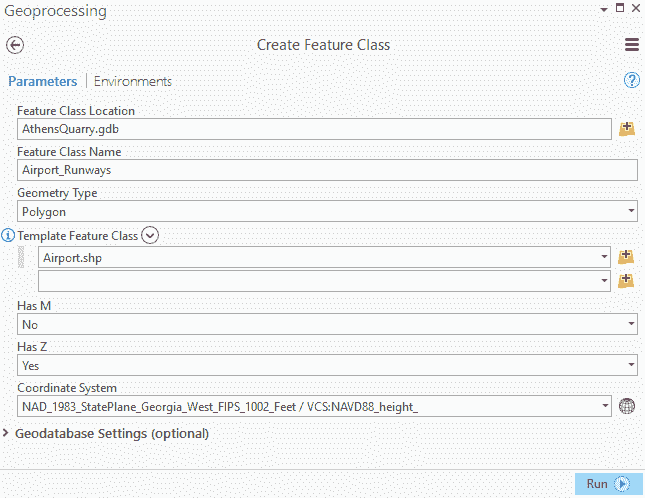 Geoprocessing
Create Feature Class
Parameters | Environments
?
Feature Class Location
AthensQuarry.gdb
Feature Class Name
Airport_Runways
Geometry Type
Polygon
Template Feature Class
Airport.shp
Has M
No
Has Z
Yes
Coordinate System
NAD_1983_StatePlane_Georgia_West_FIPS_1002_Feet / VCS:NAVD88_height_
Geodatabase Settings (optional)
Run